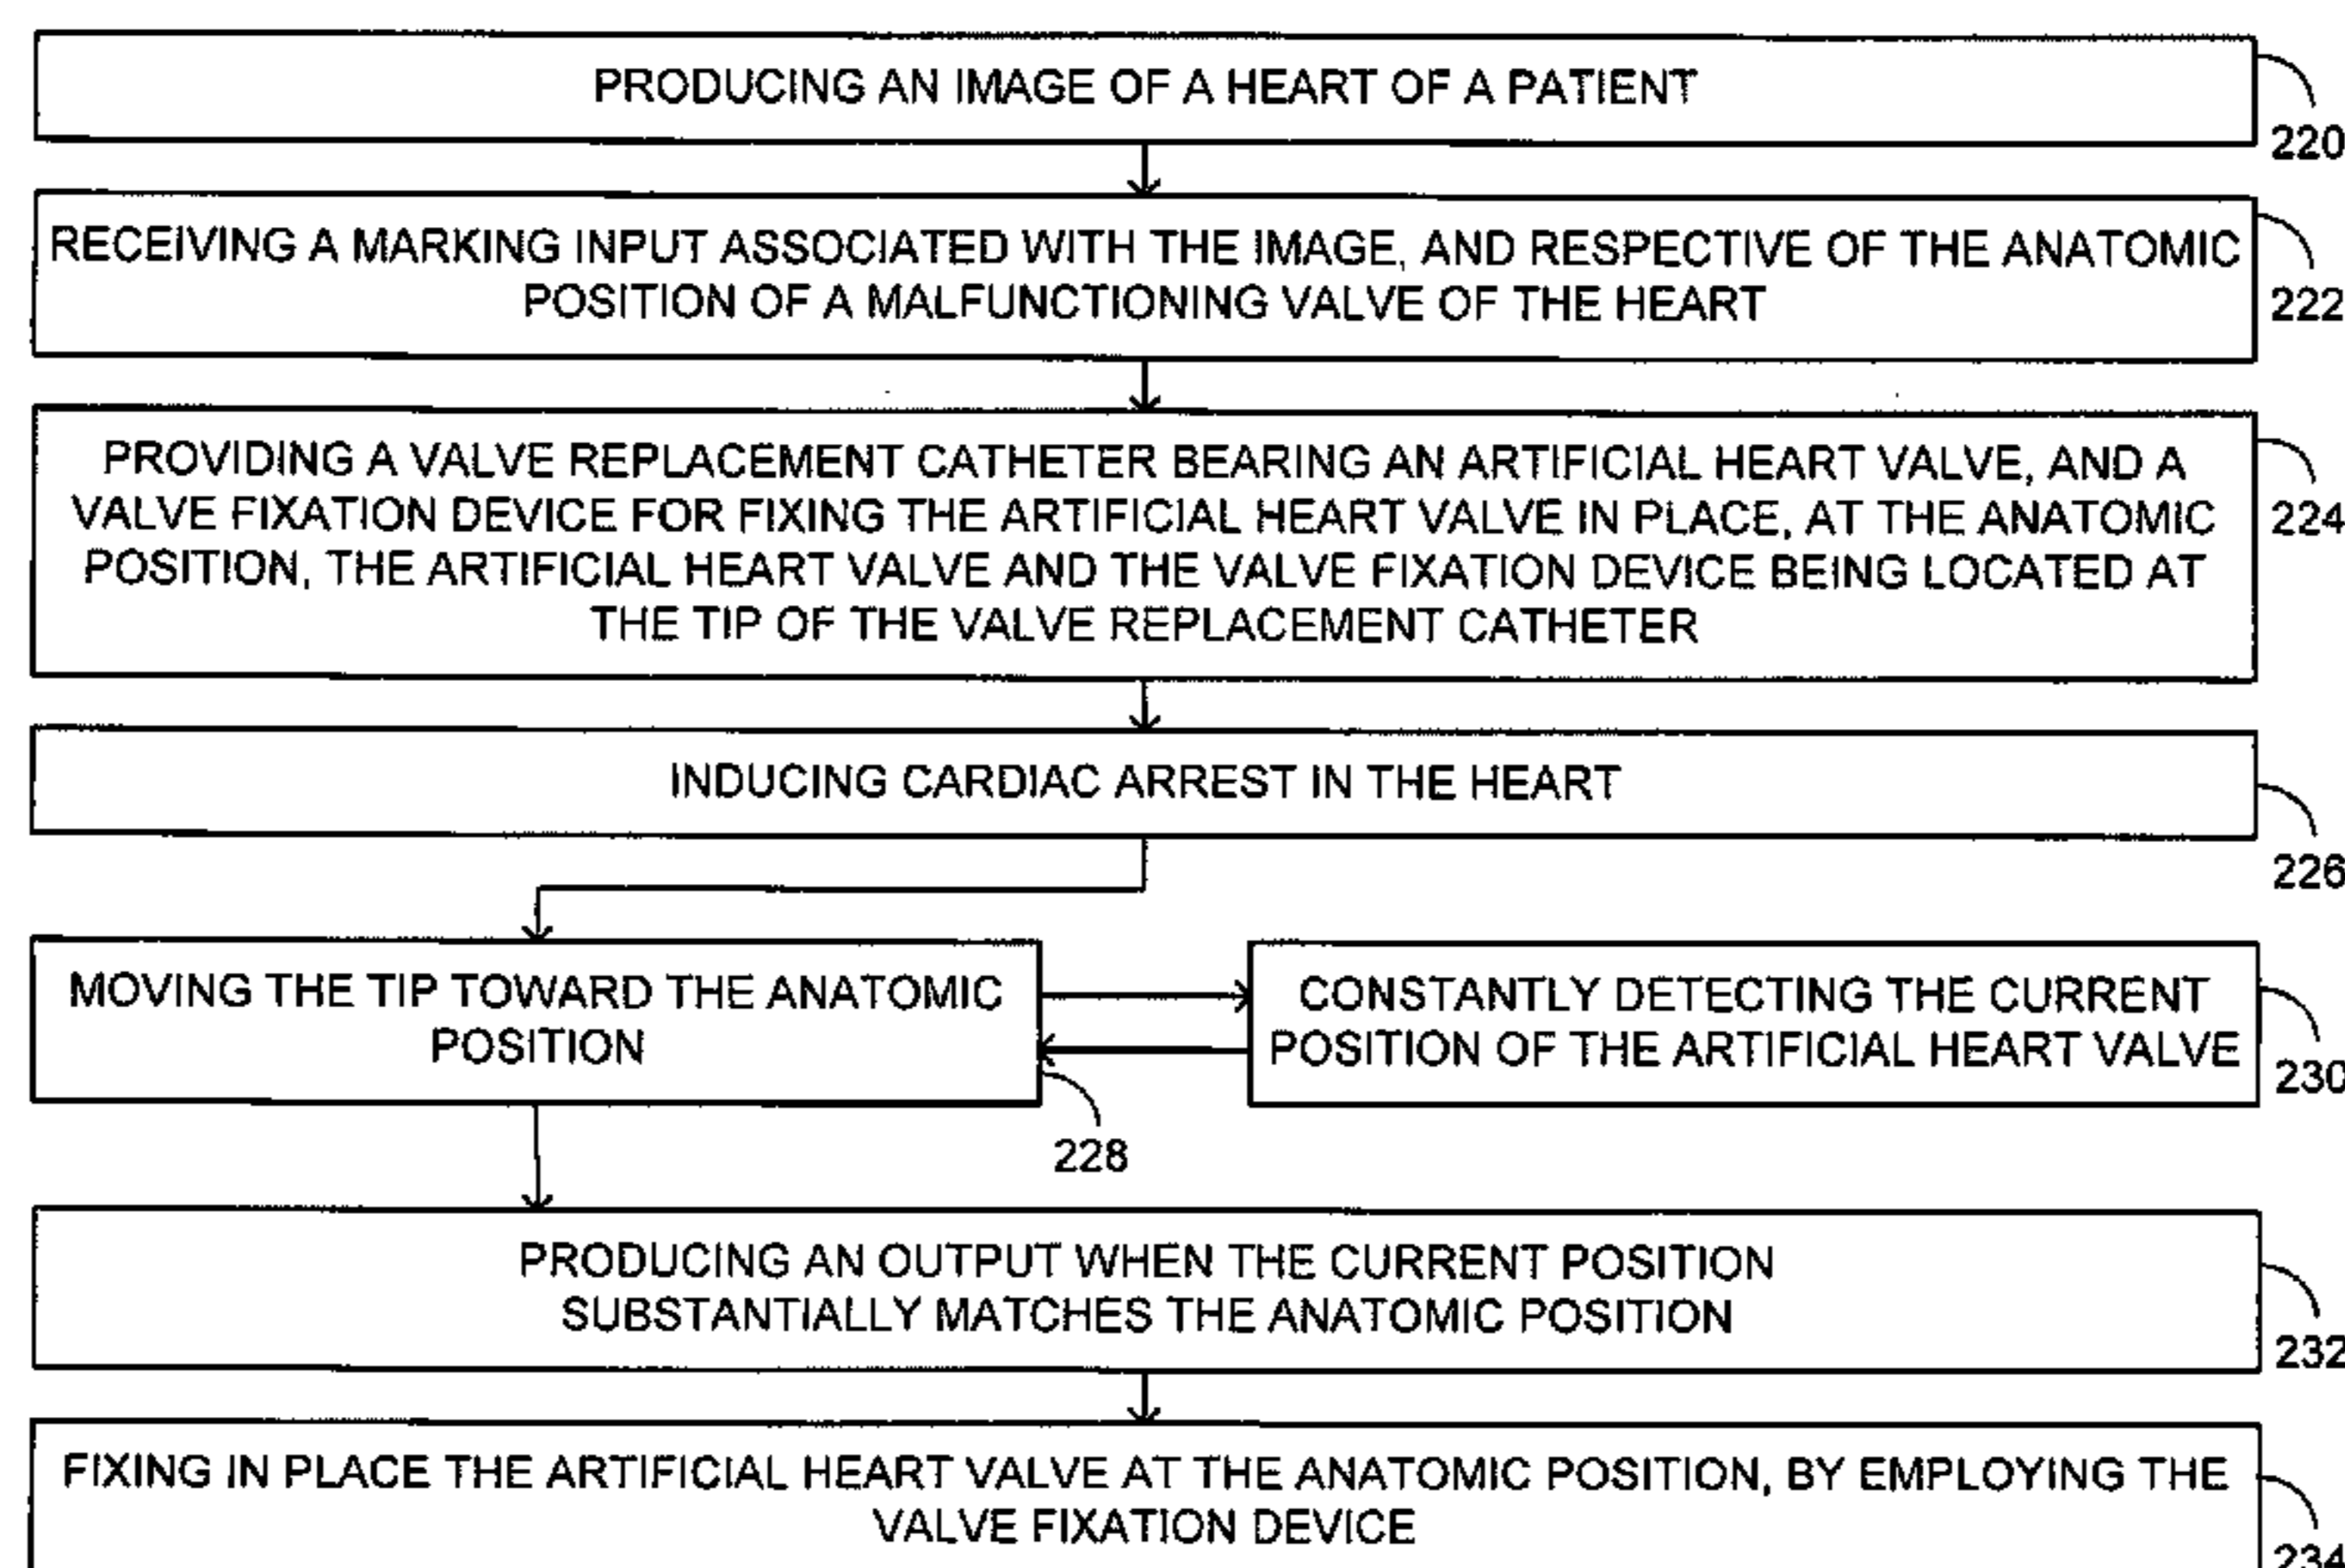 PRODUCING AN IMAGE OF A HEART OF A PATIENT
220
RECEIVING A MARKING INPUT ASSOCIATED WITH THE IMAGE, AND RESPECTIVE OF THE ANATOMIC
POSITION OF A MALFUNCTIONING VALVE OF THE HEART
222
PROVIDING A VALVE REPLACEMENT CATHETER BEARING AN ARTIFICIAL HEART VALVE, AND A
VALVE FIXATION DEVICE FOR FIXING THE ARTIFICIAL HEART VALVE IN PLACE, AT THE ANATOMIC
POSITION, THE ARTIFICIAL HEART VALVE AND THE VALVE FIXATION DEVICE BEING LOCATED AT
THE TIP OF THE VALVE REPLACEMENT CATHETER
224
INDUCING CARDIAC ARREST IN THE HEART
226
MOVING THE TIP TOWARD THE ANATOMIC
POSITION
228
CONSTANTLY DETECTING THE CURRENT
POSITION OF THE ARTIFICIAL HEART VALVE
230
PRODUCING AN OUTPUT WHEN THE CURRENT POSITION
SUBSTANTIALLY MATCHES THE ANATOMIC POSITION
232
FIXING IN PLACE THE ARTIFICIAL HEART VALVE AT THE ANATOMIC POSITION, BY EMPLOYING THE
VALVE FIXATION DEVICE
234